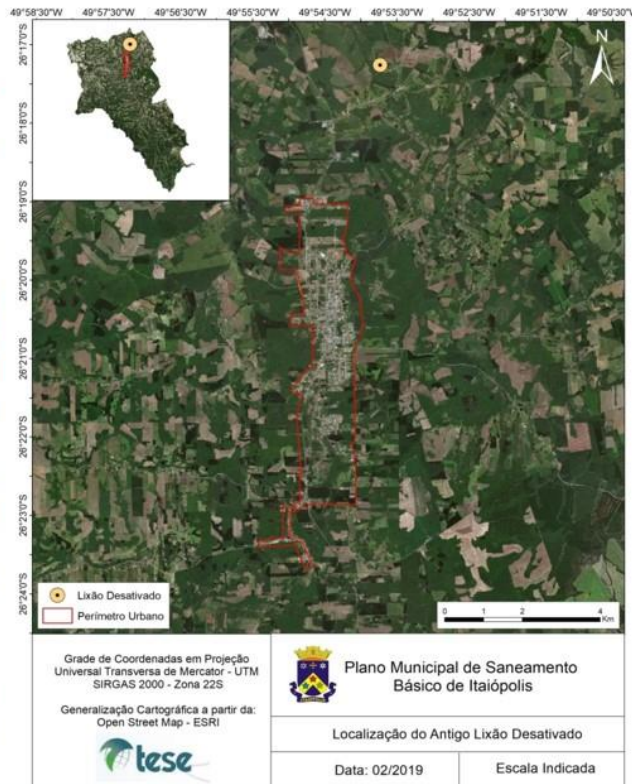 49°58'30"W 49°57'30"W 49°56'30"W 49°55'30"W 49°54'30"W 49°53'30"W 49°52'30"W 49°51'30"W 49°50'30"W
26°17'0"S
26°18'0"S
26°19'0"S
26°20'0"S
26°21'0"S
26°22'0"S
26°23'0"S
26°24'0"S
N
Lixão Desativado
Perímetro Urbano
0 1 2 4
Km
Grade de Coordenadas em Projeção
Universal Transversa de Mercator - UTM
SIRGAS 2000 - Zona 22S
Generalização Cartográfica a partir da:
Open Street Map - ESRI
tese
Plano Municipal de Saneamento
Básico de Itaiópolis
Localização do Antigo Lixão Desativado
Data: 02/2019
Escala Indicada